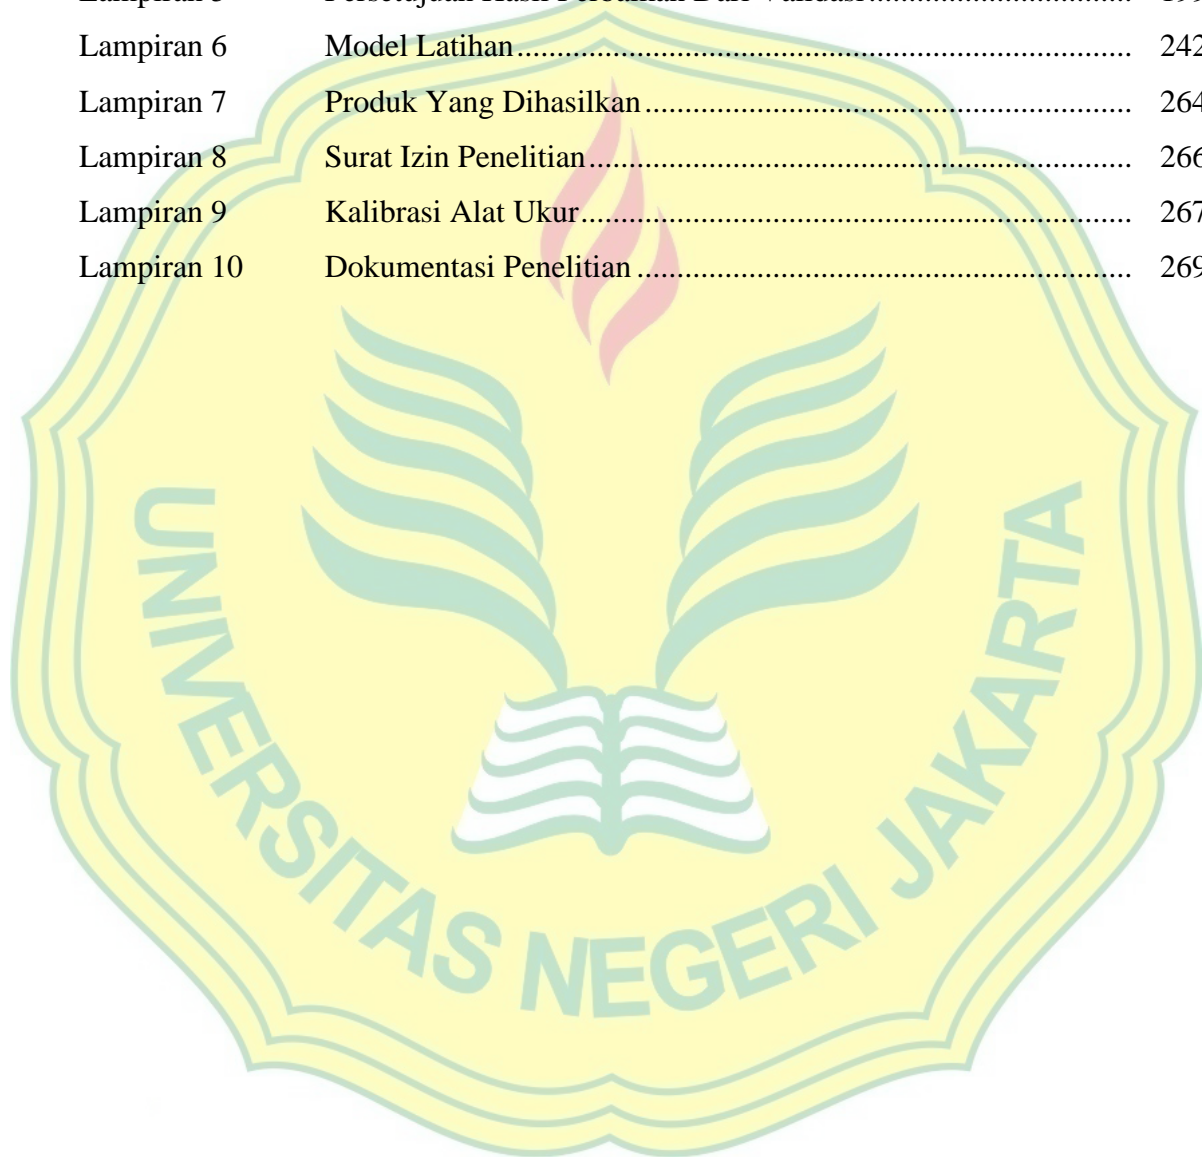 Lampiran 6 Model Latihan........................................................................... 242
Lampiran 7 Produk Yang Dihasilkan........................................................... 264
Lampiran 8 Surat Izin Penelitian.................................................................. 266
Lampiran 9 Kalibrasi Alat Ukur................................................................... 267
Lampiran 10 Dokumentasi Penelitian............................................................ 269
UNIVERSITAS NEGERI JAKARTA